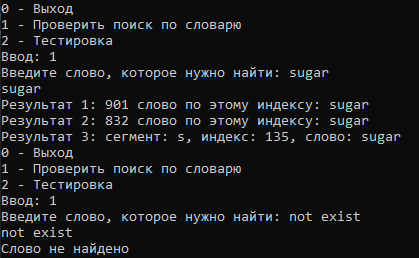 0 - Выход
1 - Проверить поиск по словарю
2 - Тестировка
Ввод: 1
Введите слово, которое нужно найти: sugar
sugar
Результат 1: 901 слово по этому индексу: sugar
Результат 2: 832 слово по этому индексу: sugar
Результат 3: сегмент: s, индекс: 135, слово: sugar
0 - Выход
1 - Проверить поиск по словарю
2 - Тестировка
Ввод: 1
Введите слово, которое нужно найти: not exist
not exist
Слово не найдено